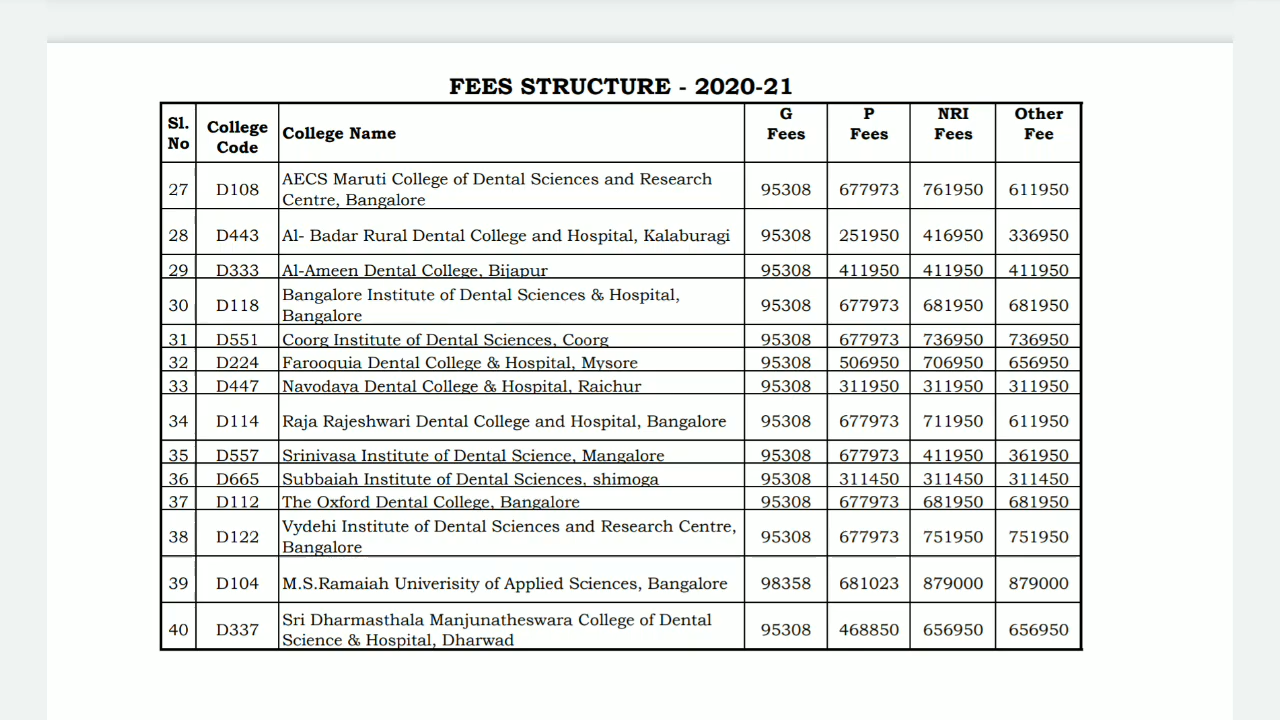 FEES STRUCTURE - 2020-21
Sl. No College Code College Name G Fees P Fees NRI Fees Other Fee
27 D108 AECS Maruti College of Dental Sciences and Research Centre, Bangalore 95308 677973 761950 611950
28 D443 Al- Badar Rural Dental College and Hospital, Kalaburagi 95308 251950 416950 336950
29 D333 Al-Ameen Dental College, Bijapur 95308 411950 411950 411950
30 D118 Bangalore Institute of Dental Sciences & Hospital, Bangalore 95308 677973 681950 681950
31 D551 Coorg Institute of Dental Sciences, Coorg 95308 677973 736950 736950
32 D224 Farooquia Dental College & Hospital, Mysore 95308 506950 706950 656950
33 D447 Navodaya Dental College & Hospital, Raichur 95308 311950 311950 311950
34 D114 Raja Rajeshwari Dental College and Hospital, Bangalore 95308 677973 711950 611950
35 D557 Srinivasa Institute of Dental Science, Mangalore 95308 677973 411950 361950
36 D665 Subbaiah Institute of Dental Sciences, shimoga 95308 311450 311450 311450
37 D112 The Oxford Dental College, Bangalore 95308 677973 681950 681950
38 D122 Vydehi Institute of Dental Sciences and Research Centre, Bangalore 95308 677973 751950 751950
39 D104 M.S.Ramaiah Univerisity of Applied Sciences, Bangalore 98358 681023 879000 879000
40 D337 Sri Dharmasthala Manjunatheswara College of Dental Science & Hospital, Dharwad 95308 468850 656950 656950